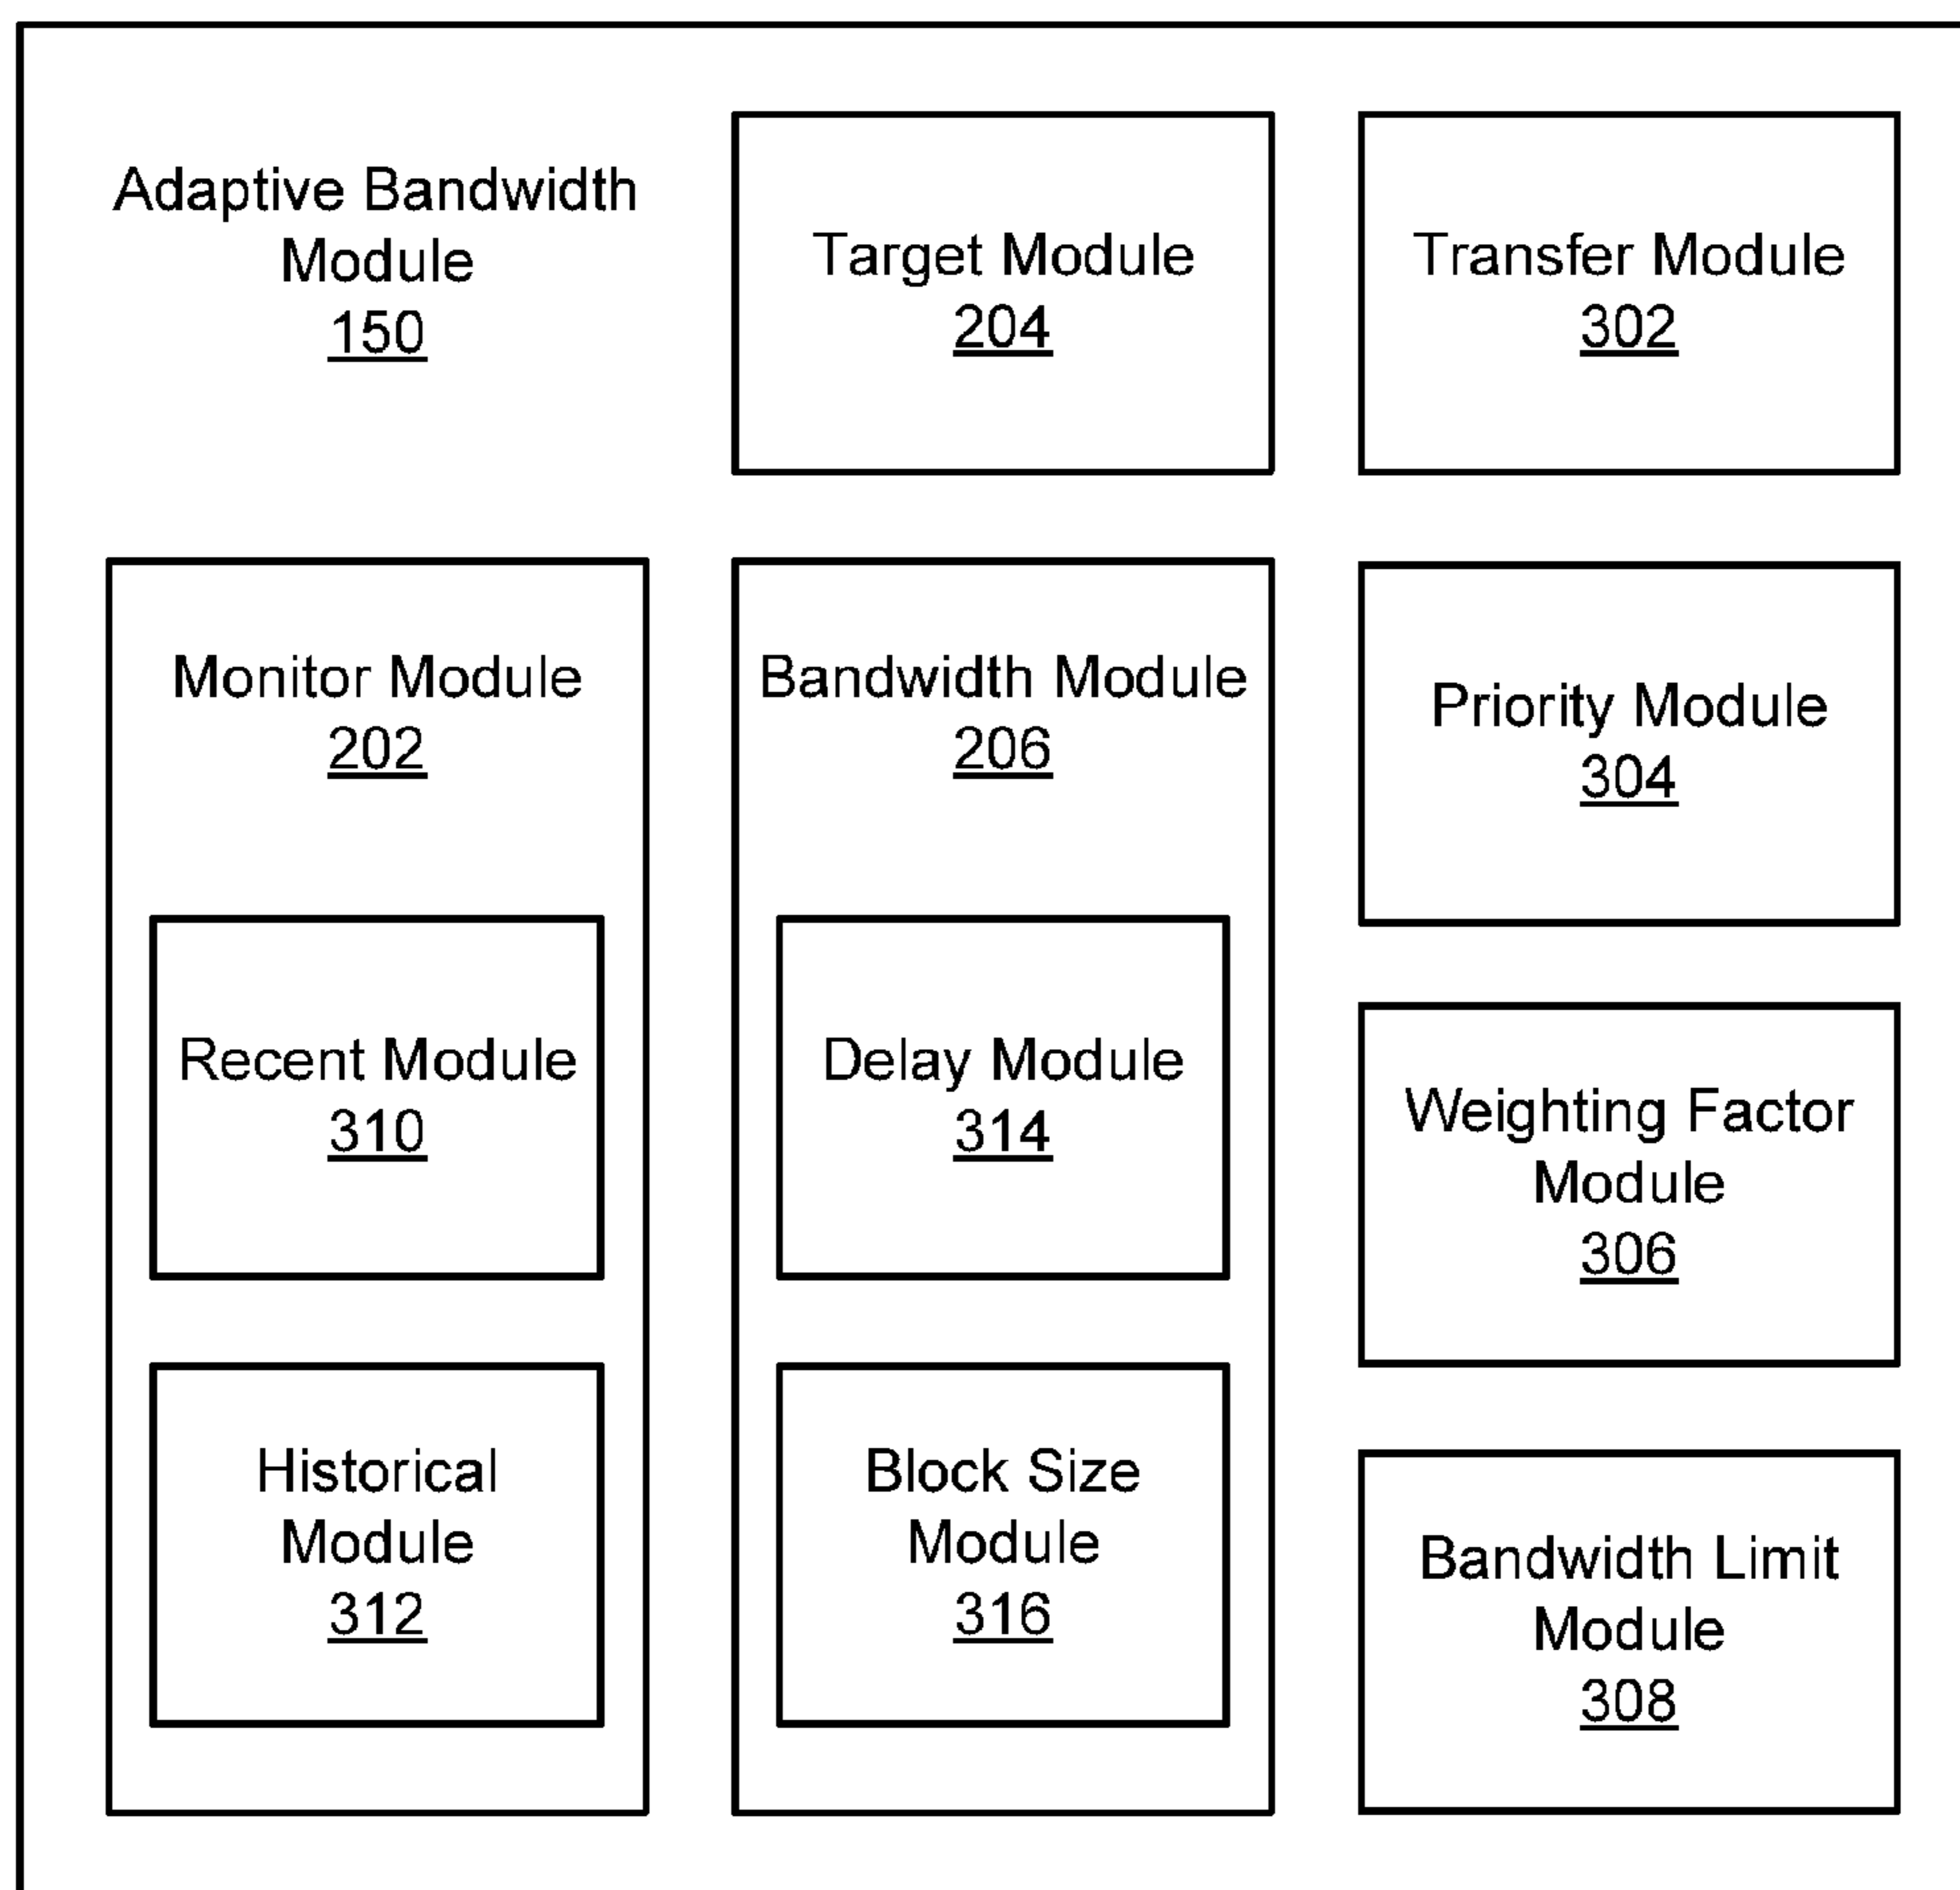 Adaptive Bandwidth
Module
150
Target Module
204
Transfer Module
302
Monitor Module
202
Recent Module
310
Historical
Module
312
Bandwidth Module
206
Delay Module
314
Block Size
Module
316
Priority Module
304
Weighting Factor
Module
306
Bandwidth Limit
Module
308